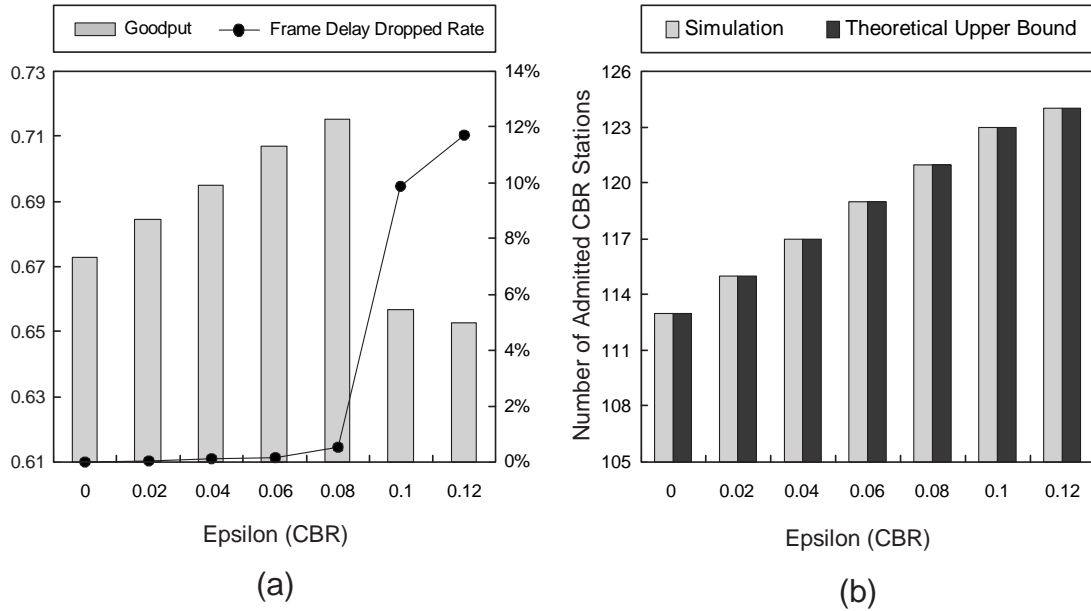 Goodput
Frame Delay Dropped Rate
0.73
0.71
0.69
0.67
0.65
0.63
0.61
14%
12%
10%
8%
6%
4%
2%
0%
0 0.02 0.04 0.06 0.08 0.1 0.12
Epsilon (CBR)
(a)
Simulation
Theoretical Upper Bound
Number of Admitted CBR Stations
126
123
120
117
114
111
108
105
0 0.02 0.04 0.06 0.08 0.1 0.12
Epsilon (CBR)
(b)